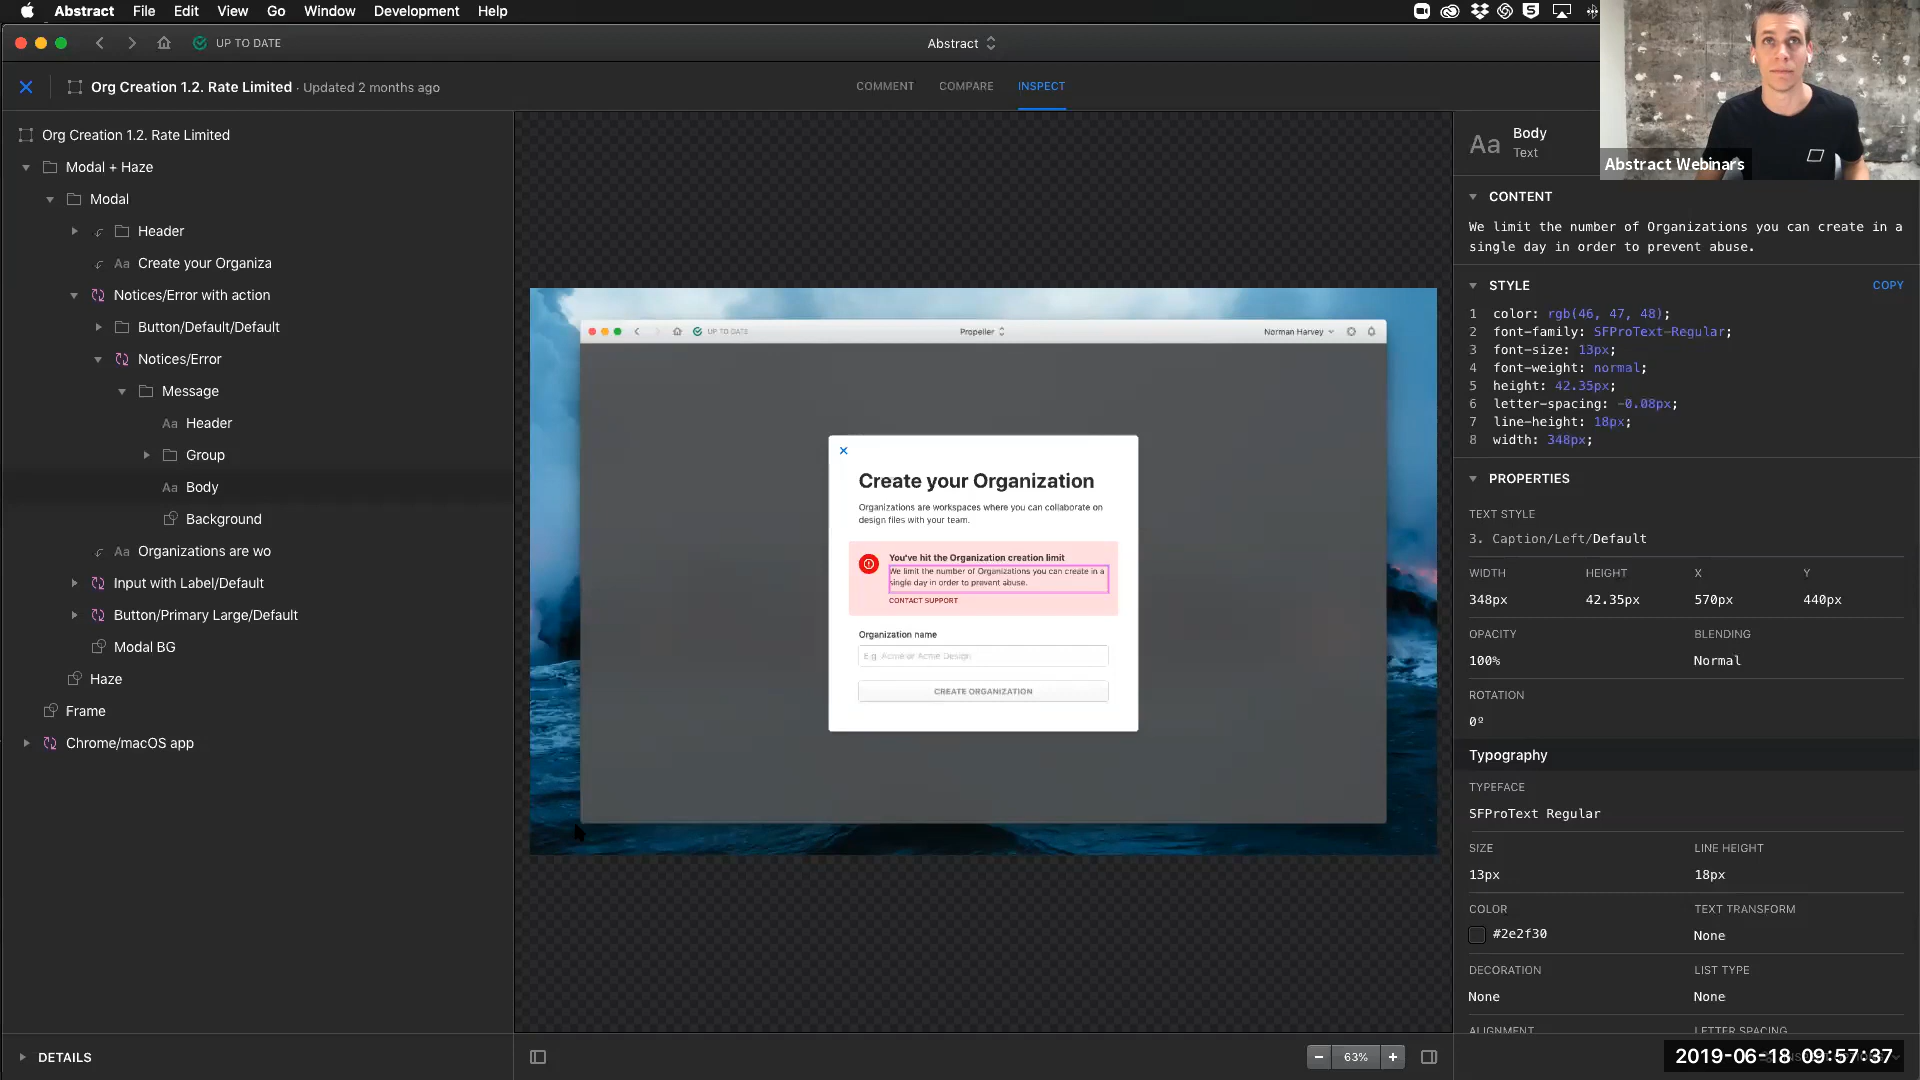 Abstract File Edit View Go Window Development Help
UP TO DATE
Abstract
Org Creation 1.2. Rate Limited · Updated 2 months ago
COMMENT COMPARE INSPECT
Org Creation 1.2. Rate Limited
Modal + Haze
Modal
Header
Create your Organiza
Notices/Error with action
Button/Default/Default
Notices/Error
Message
Header
Group
Body
Background
Organizations are wo
Input with Label/Default
Button/Primary Large/Default
Modal BG
Haze
Frame
Chrome/macOS app
DETAILS
UP TO DATE
Propeller
Norman Harvey
Create your Organization
Organizations are workspaces where you can collaborate on
design files with your team.
You've hit the Organization creation limit
We limit the number of Organizations you can create in a
single day in order to prevent abuse.
CONTACT SUPPORT
Organization name
E.g. Acme or Acme Design
CREATE ORGANIZATION
63%
Aa Body
Text
Abstract Webinars
CONTENT
We limit the number of Organizations you can create in a
single day in order to prevent abuse.
STYLE COPY
1 color: rgb(46, 47, 48);
2 font-family: SFProText-Regular;
3 font-size: 13px;
4 font-weight: normal;
5 height: 42.35px;
6 letter-spacing: -0.08px;
7 line-height: 18px;
8 width: 348px;
PROPERTIES
TEXT STYLE
3. Caption/Left/Default
WIDTH HEIGHT X Y
348px 42.35px 570px 440px
OPACITY BLENDING
100% Normal
ROTATION
0º
Typography
TYPEFACE
SFProText Regular
SIZE LINE HEIGHT
13px 18px
COLOR TEXT TRANSFORM
#2e2f30 None
DECORATION LIST TYPE
None None
ALIGNMENT LETTER SPACING
2019-06-18 09:57:37